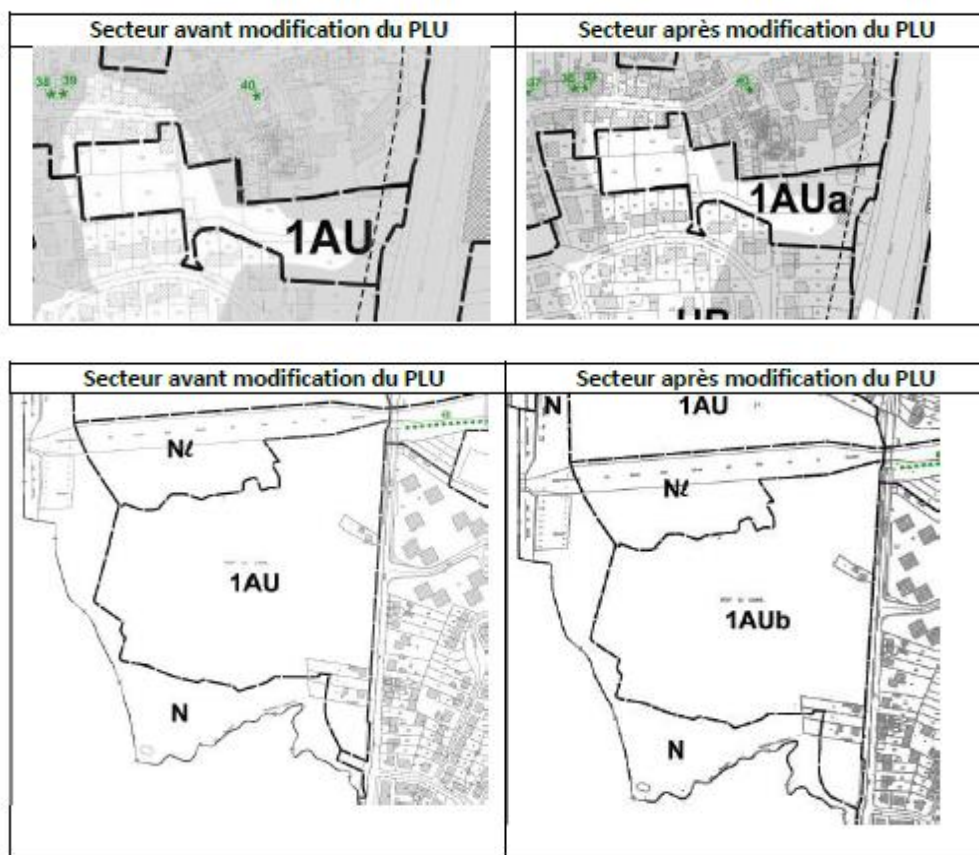 Secteur avant modification du PLU
Secteur après modification du PLU
38 39
40
1AU
37 38 39
40
1AUa
Secteur avant modification du PLU
Secteur après modification du PLU
Nℓ
1AU
N
N
1AU
Nℓ
1AUb
N